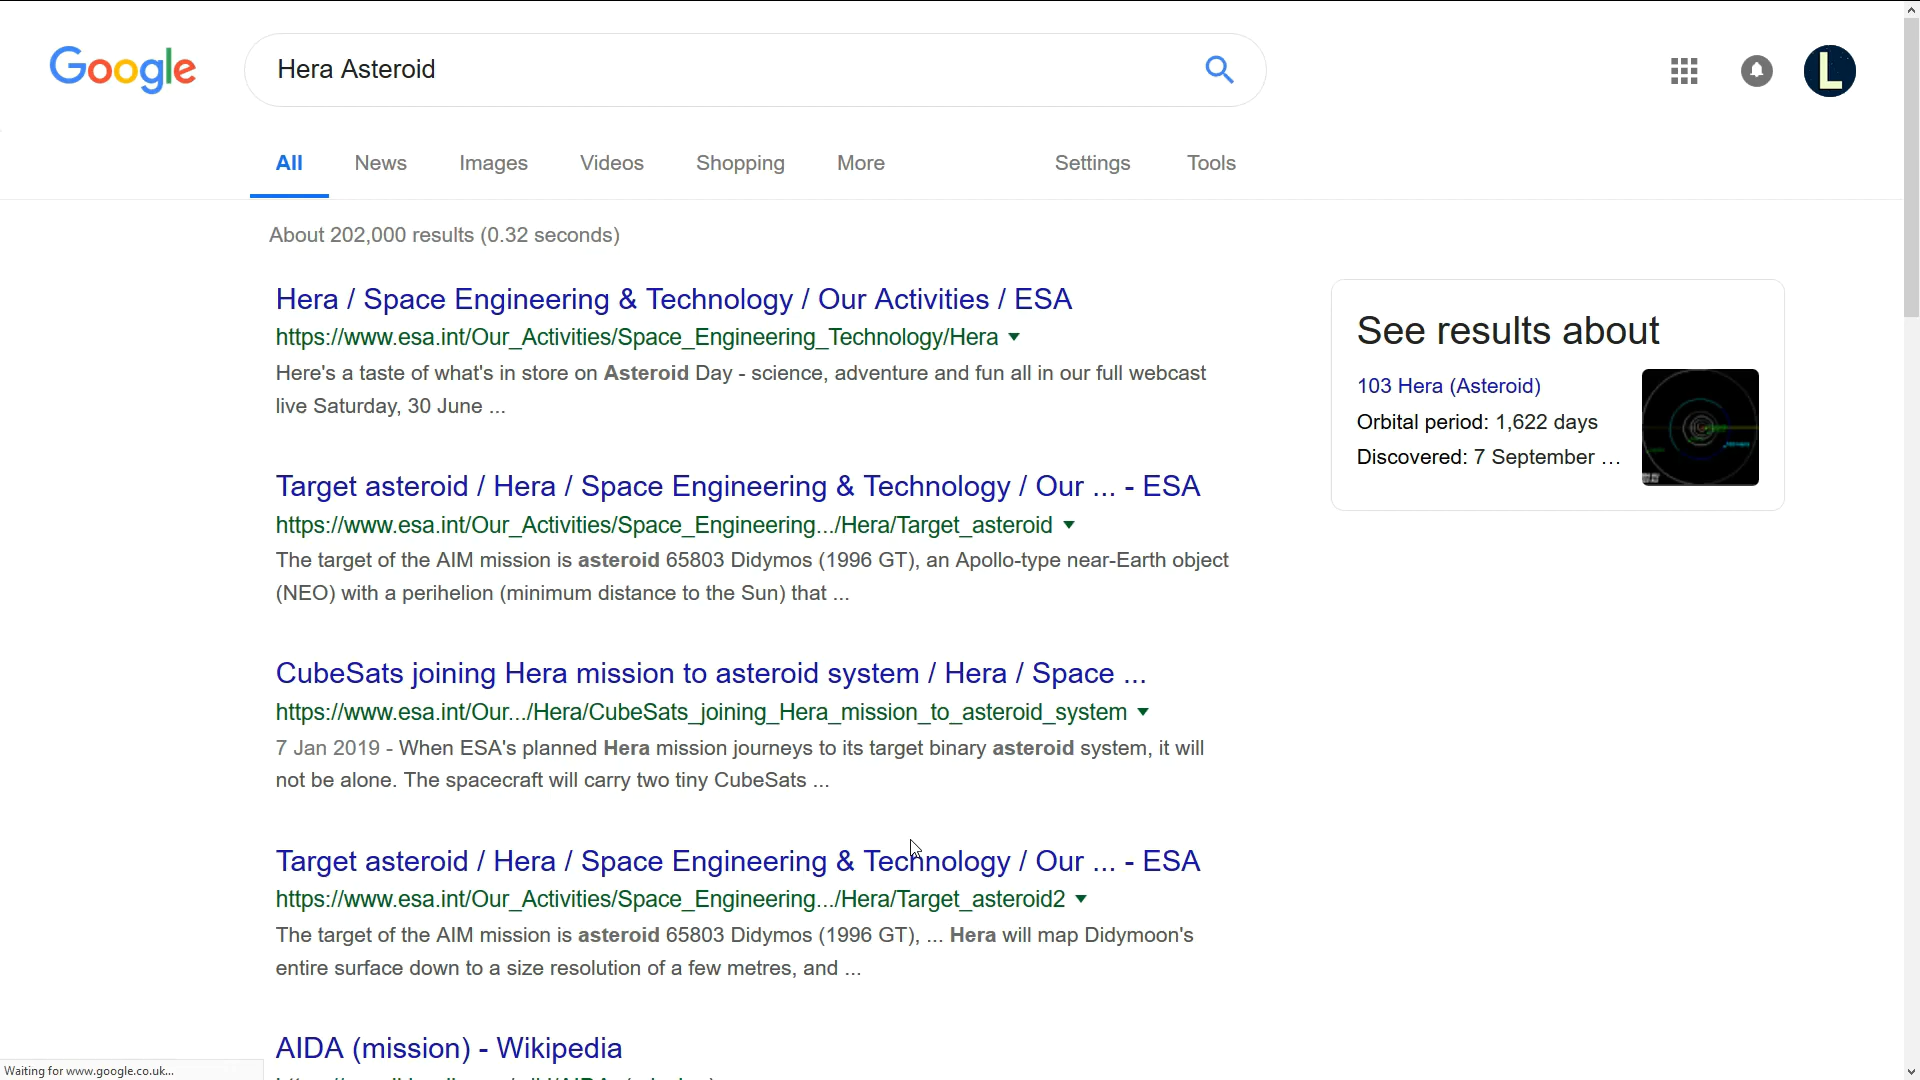 Google
Hera Asteroid
L
All News Images Videos Shopping More Settings Tools
About 202,000 results (0.32 seconds)
Hera / Space Engineering & Technology / Our Activities / ESA
https://www.esa.int/Our_Activities/Space_Engineering_Technology/Hera
Here's a taste of what's in store on Asteroid Day - science, adventure and fun all in our full webcast
live Saturday, 30 June ...
Target asteroid / Hera / Space Engineering & Technology / Our ... - ESA
https://www.esa.int/Our_Activities/Space_Engineering.../Hera/Target_asteroid
The target of the AIM mission is asteroid 65803 Didymos (1996 GT), an Apollo-type near-Earth object
(NEO) with a perihelion (minimum distance to the Sun) that ...
CubeSats joining Hera mission to asteroid system / Hera / Space ...
https://www.esa.int/Our.../Hera/CubeSats_joining_Hera_mission_to_asteroid_system
7 Jan 2019 - When ESA's planned Hera mission journeys to its target binary asteroid system, it will
not be alone. The spacecraft will carry two tiny CubeSats ...
Target asteroid / Hera / Space Engineering & Technology / Our ... - ESA
https://www.esa.int/Our_Activities/Space_Engineering.../Hera/Target_asteroid2
The target of the AIM mission is asteroid 65803 Didymos (1996 GT), ... Hera will map Didymoon's
entire surface down to a size resolution of a few metres, and ...
AIDA (mission) - Wikipedia
See results about
103 Hera (Asteroid)
Orbital period: 1,622 days
Discovered: 7 September ...
Waiting for www.google.co.uk...